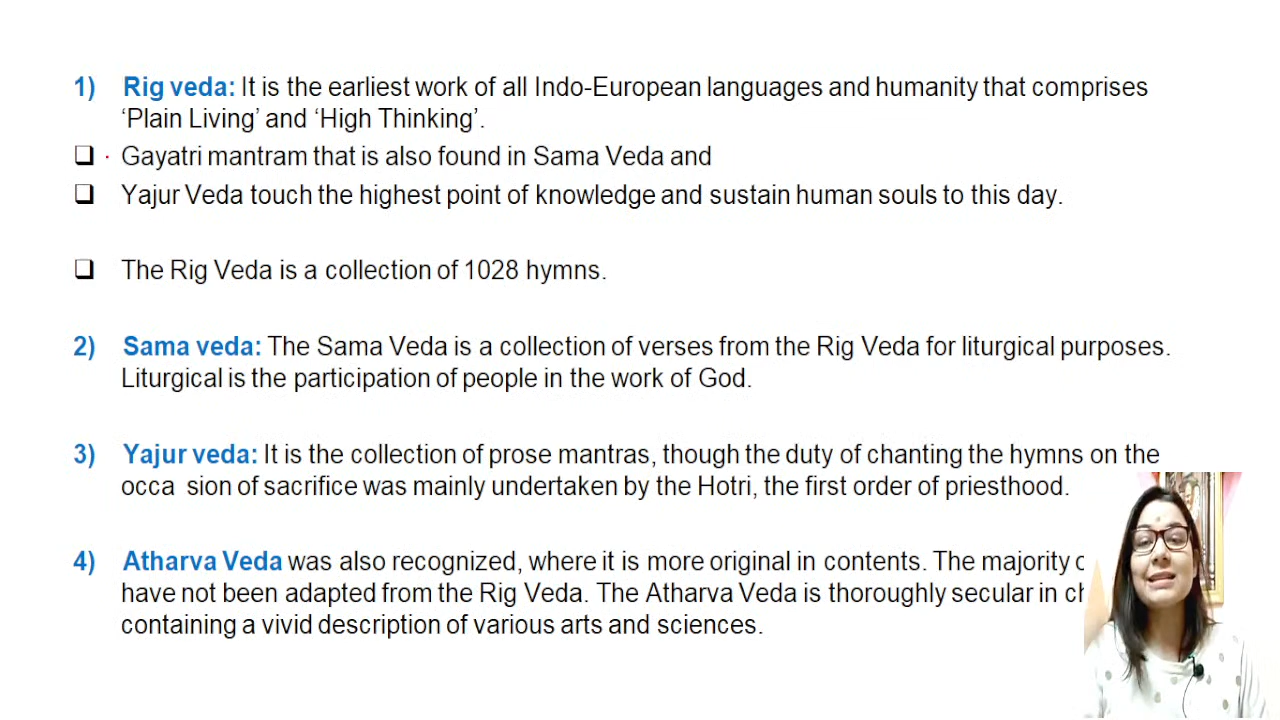 1) Rig veda: It is the earliest work of all Indo-European languages and humanity that comprises
‘Plain Living’ and ‘High Thinking’.
❑ Gayatri mantram that is also found in Sama Veda and
❑ Yajur Veda touch the highest point of knowledge and sustain human souls to this day.
❑ The Rig Veda is a collection of 1028 hymns.
2) Sama veda: The Sama Veda is a collection of verses from the Rig Veda for liturgical purposes.
Liturgical is the participation of people in the work of God.
3) Yajur veda: It is the collection of prose mantras, though the duty of chanting the hymns on the
occa sion of sacrifice was mainly undertaken by the Hotri, the first order of priesthood.
4) Atharva Veda was also recognized, where it is more original in contents. The majority
have not been adapted from the Rig Veda. The Atharva Veda is thoroughly secular in
containing a vivid description of various arts and sciences.